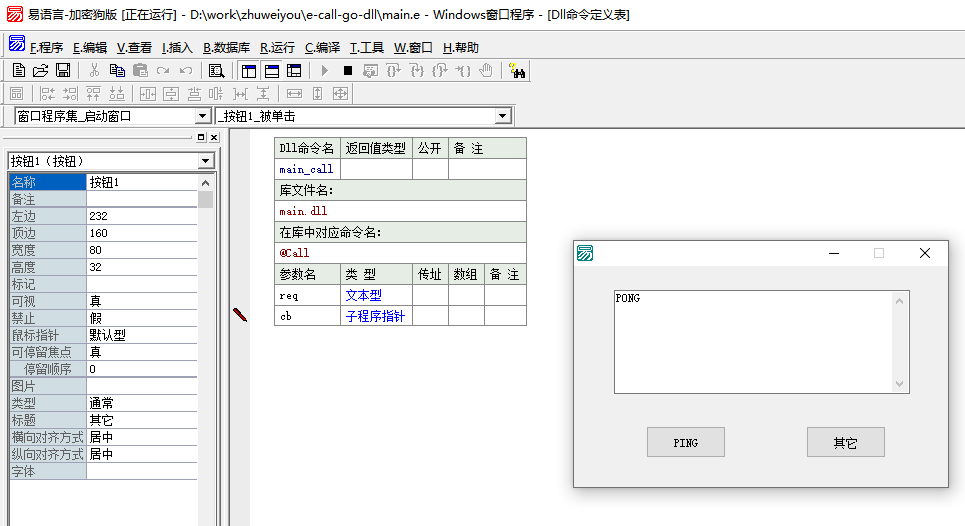 易语言-加密狗版 [正在运行] - D:\work\zhuweiyou\e-call-go-dll\main.e - Windows窗口程序 - [Dll命令定义表]
F.程序 E.编辑 V.查看 I.插入 B.数据库 R.运行 C.编译 T.工具 W.窗口 H.帮助
窗口程序集_启动窗口 _按钮1_被单击
按钮1（按钮）
名称 按钮1
备注
左边 232
顶边 160
宽度 80
高度 32
标记
可视 真
禁止 假
鼠标指针 默认型
可停留焦点 真
停留顺序 0
图片
类型 通常
标题 其它
横向对齐方式 居中
纵向对齐方式 居中
字体
Dll命令名 返回值类型 公开 备 注
main_call
库文件名:
main.dll
在库中对应命令名:
@Call
参数名 类 型 传址 数组 备 注
req 文本型
cb 子程序指针
PONG
PING 其它